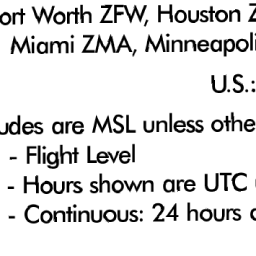 ort Worth ZFW, Houston Z
Miami ZMA, Minneapoli
U.S.:
udes are MSL unless othe
- Flight Level
- Hours shown are UTC
- Continuous: 24 hours